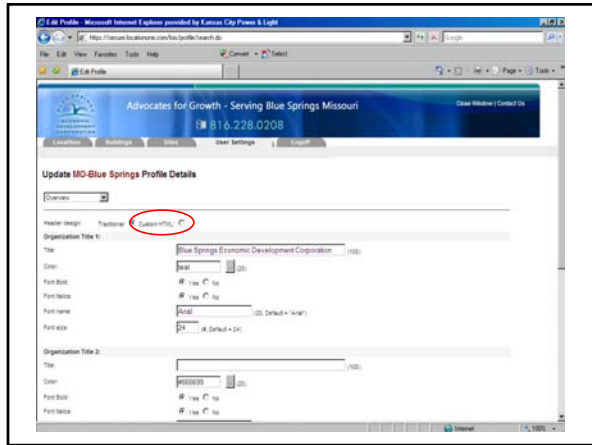 Edit Profile - Microsoft Internet Explorer provided by Kansas City Power & Light
https://secure.locationone.com/lois/profile/search.do
Google
File Edit View Favorites Tools Help Convert Select
Edit Profile Page Tools
Advocates for Growth - Serving Blue Springs Missouri
816.228.0208
Close Window | Contact Us
ECONOMIC
DEVELOPMENT
CORPORATION
Location Buildings Sites User Settings Logoff
Update MO-Blue Springs Profile Details
Overview
Header design: Traditional Custom HTML
Organization Title 1:
Title: Blue Springs Economic Development Corporation (100)
Color: teal (20)
Font Bold: Yes No
Font Italics: Yes No
Font name: Arial (20, Default = "Arial")
Font size: 24 (#, Default = 24)
Organization Title 2:
Title: (100)
Color: (20)
Font Bold: Yes No
Font Italics: Yes No
Internet 100%